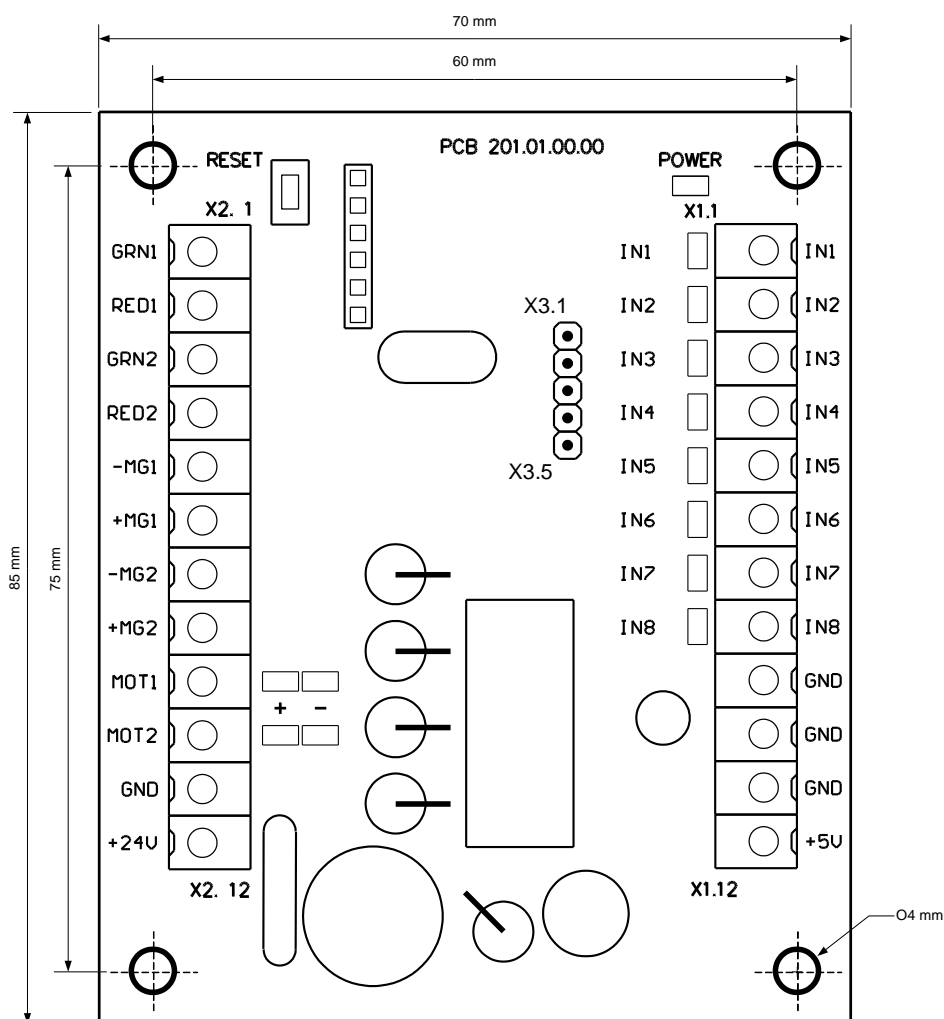 70 mm
60 mm
PCB 201.01.00.00
RESET
POWER
X2. 1
X1.1
GRN1
IN1
IN1
RED1
X3.1
IN2
IN2
GRN2
IN3
IN3
RED2
IN4
IN4
-MG1
X3.5
IN5
IN5
+MG1
IN6
IN6
85 mm
75 mm
-MG2
IN7
IN7
+MG2
IN8
IN8
MOT1
GND
+ -
MOT2
GND
GND
GND
+24V
+5V
X2. 12
X1.12
O4 mm